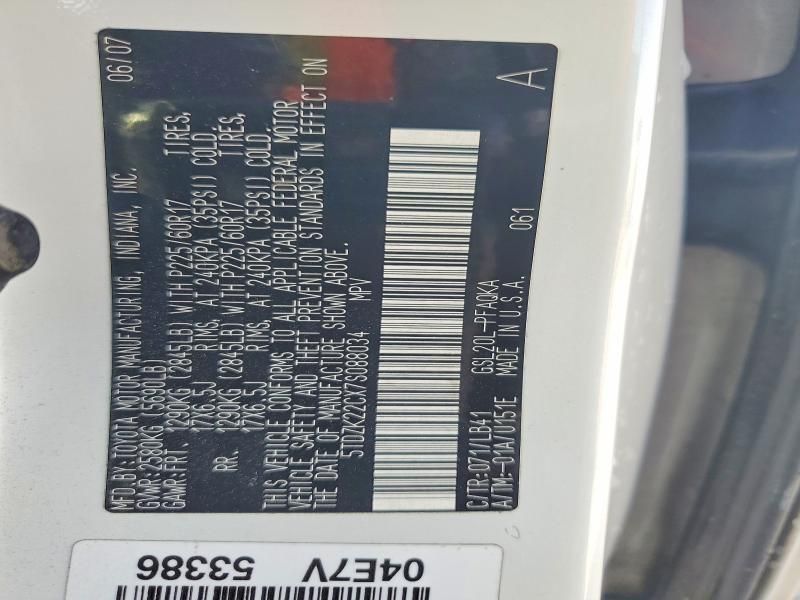 MFD.BY:TOYOTA MOTOR MANUFACTURING, INDIANA, INC. 06/07
GVWR:2580KG (5690LB)
GAWR:FRT. 1290KG (2845LB) WITH P225/60R17 TIRES,
17X6.5J RIMS, AT 240KPA (35PSI) COLD.
RR. 1290KG (2845LB) WITH P225/60R17 TIRES,
17X6.5J RIMS, AT 240KPA (35PSI) COLD.
THIS VEHICLE CONFORMS TO ALL APPLICABLE FEDERAL MOTOR
VEHICLE SAFETY AND THEFT PREVENTION STANDARDS IN EFFECT ON
THE DATE OF MANUFACTURE SHOWN ABOVE.
5TDZK22CX7S088034 MPV
C/TR:071/LB41 GSL20L-PFAQKA 061
A/TM:-01A/U151E MADE IN U.S.A. A
04E7V 53386